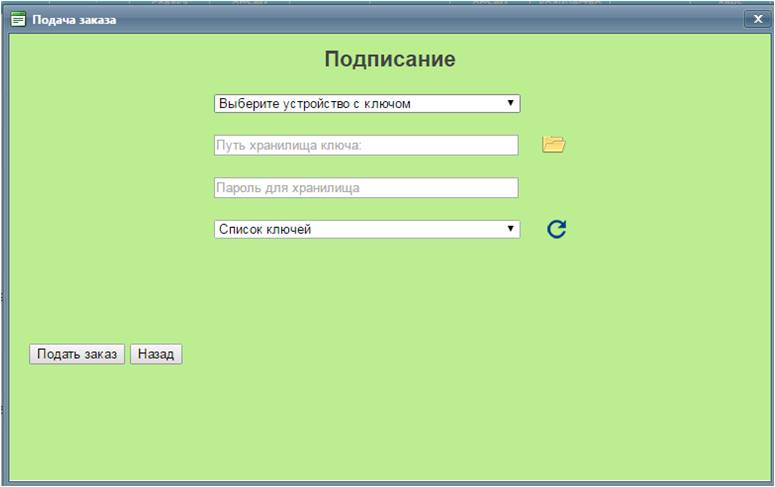 Подача заказа
Подписание
Выберите устройство с ключом
Путь хранилища ключа:
Пароль для хранилища
Список ключей
Подать заказ Назад